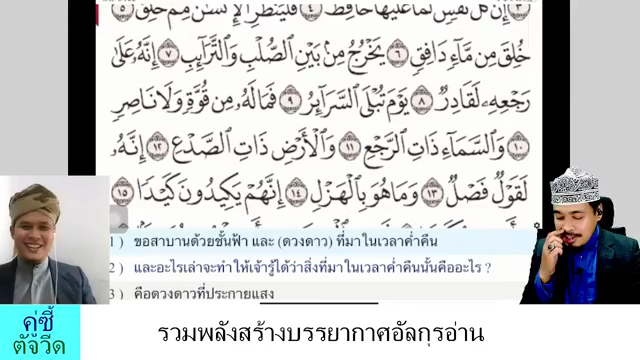 إِن كُلُّ نَفْسٍ لَّمَّا عَلَيْهَا حَافِظٌ ٤ فَلْيَنظُرِ الْإِنسَٰنُ مِمَّ خُلِقَ ٥
خُلِقَ مِن مَّآءٍ دَافِقٍ ٦ يَخْرُجُ مِنۢ بَيْنِ الصُّلْبِ وَالتَّرَآئِبِ ٧ إِنَّهُۥ عَلَىٰ
رَجْعِهِۦ لَقَادِرٌ ٨ يَوْمَ تُبْلَى السَّرَآئِرُ ٩ فَمَا لَهُۥ مِن قُوَّةٍ وَلَا نَاصِرٍ
١٠ وَالسَّمَآءِ ذَاتِ الرَّجْعِ ١١ وَالْأَرْضِ ذَاتِ الصَّدْعِ ١٢ إِنَّهُۥ
لَقَوْلٌ فَصْلٌ ١٣ وَمَا هُوَ بِالْهَزْلِ ١٤ إِنَّهُمْ يَكِيدُونَ كَيْدًا ١٥
1 ) ขอสาบานด้วยชั้นฟ้า และ (ดวงดาว) ที่มาในเวลาค่ำคืน
2 ) และอะไรเล่าจะทำให้เจ้ารู้ได้ว่าสิ่งที่มาในเวลาค่ำคืนนั้นคืออะไร ?
3 ) คือดวงดาวที่ประกายแสง
คู่ซี้
ตัจวีด
รวมพลังสร้างบรรยากาศอัลกุรอ่าน